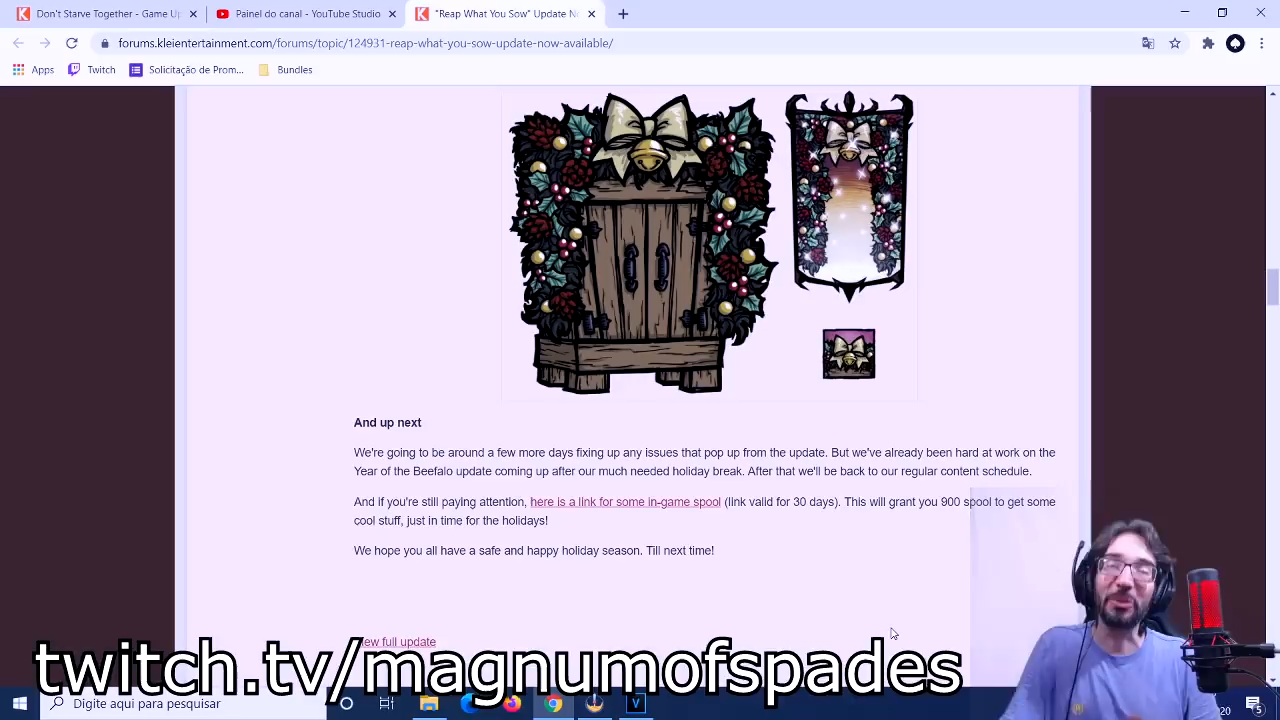 Don't Starve Together - Game Up
Painel do canal - YouTube Studio
"Reap What You Sow" Update N
forums.kleientertainment.com/forums/topic/124931-reap-what-you-sow-update-now-available/
Apps
Twitch
Solicitação de Prom...
Bundles
And up next
We're going to be around a few more days fixing up any issues that pop up from the update. But we've already been hard at work on the
Year of the Beefalo update coming up after our much needed holiday break. After that we'll be back to our regular content schedule.
And if you're still paying attention, here is a link for some in-game spool (link valid for 30 days). This will grant you 900 spool to get some
cool stuff, just in time for the holidays!
We hope you all have a safe and happy holiday season. Till next time!
View full update
twitch.tv/magnumofspades
Digite aqui para pesquisar
20
5